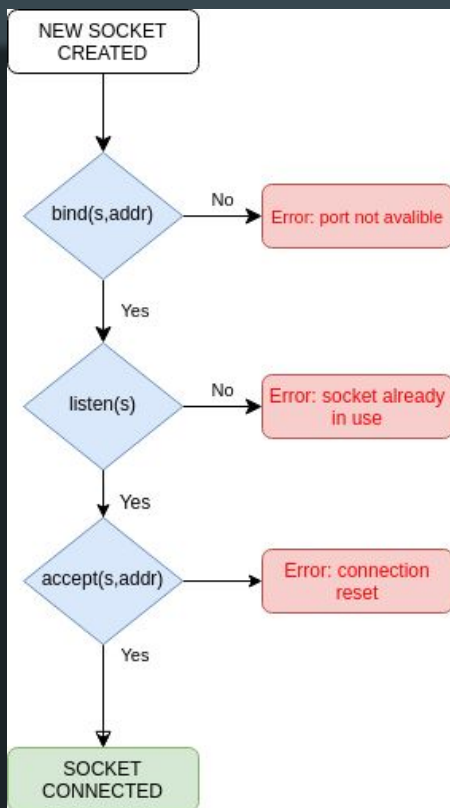 NEW SOCKET
CREATED
bind(s,addr)
No
Error: port not avalible
Yes
listen(s)
No
Error: socket already
in use
Yes
accept(s,addr)
Error: connection
reset
Yes
SOCKET
CONNECTED